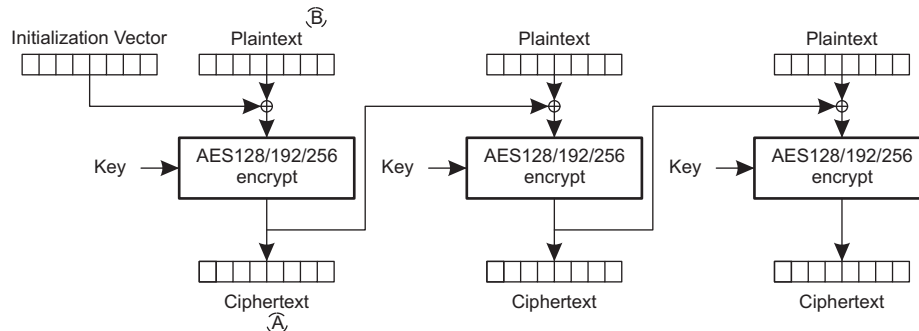 B
Initialization Vector Plaintext Plaintext Plaintext
Key AES128/192/256 Key AES128/192/256 Key AES128/192/256
encrypt encrypt encrypt
Ciphertext Ciphertext Ciphertext
A